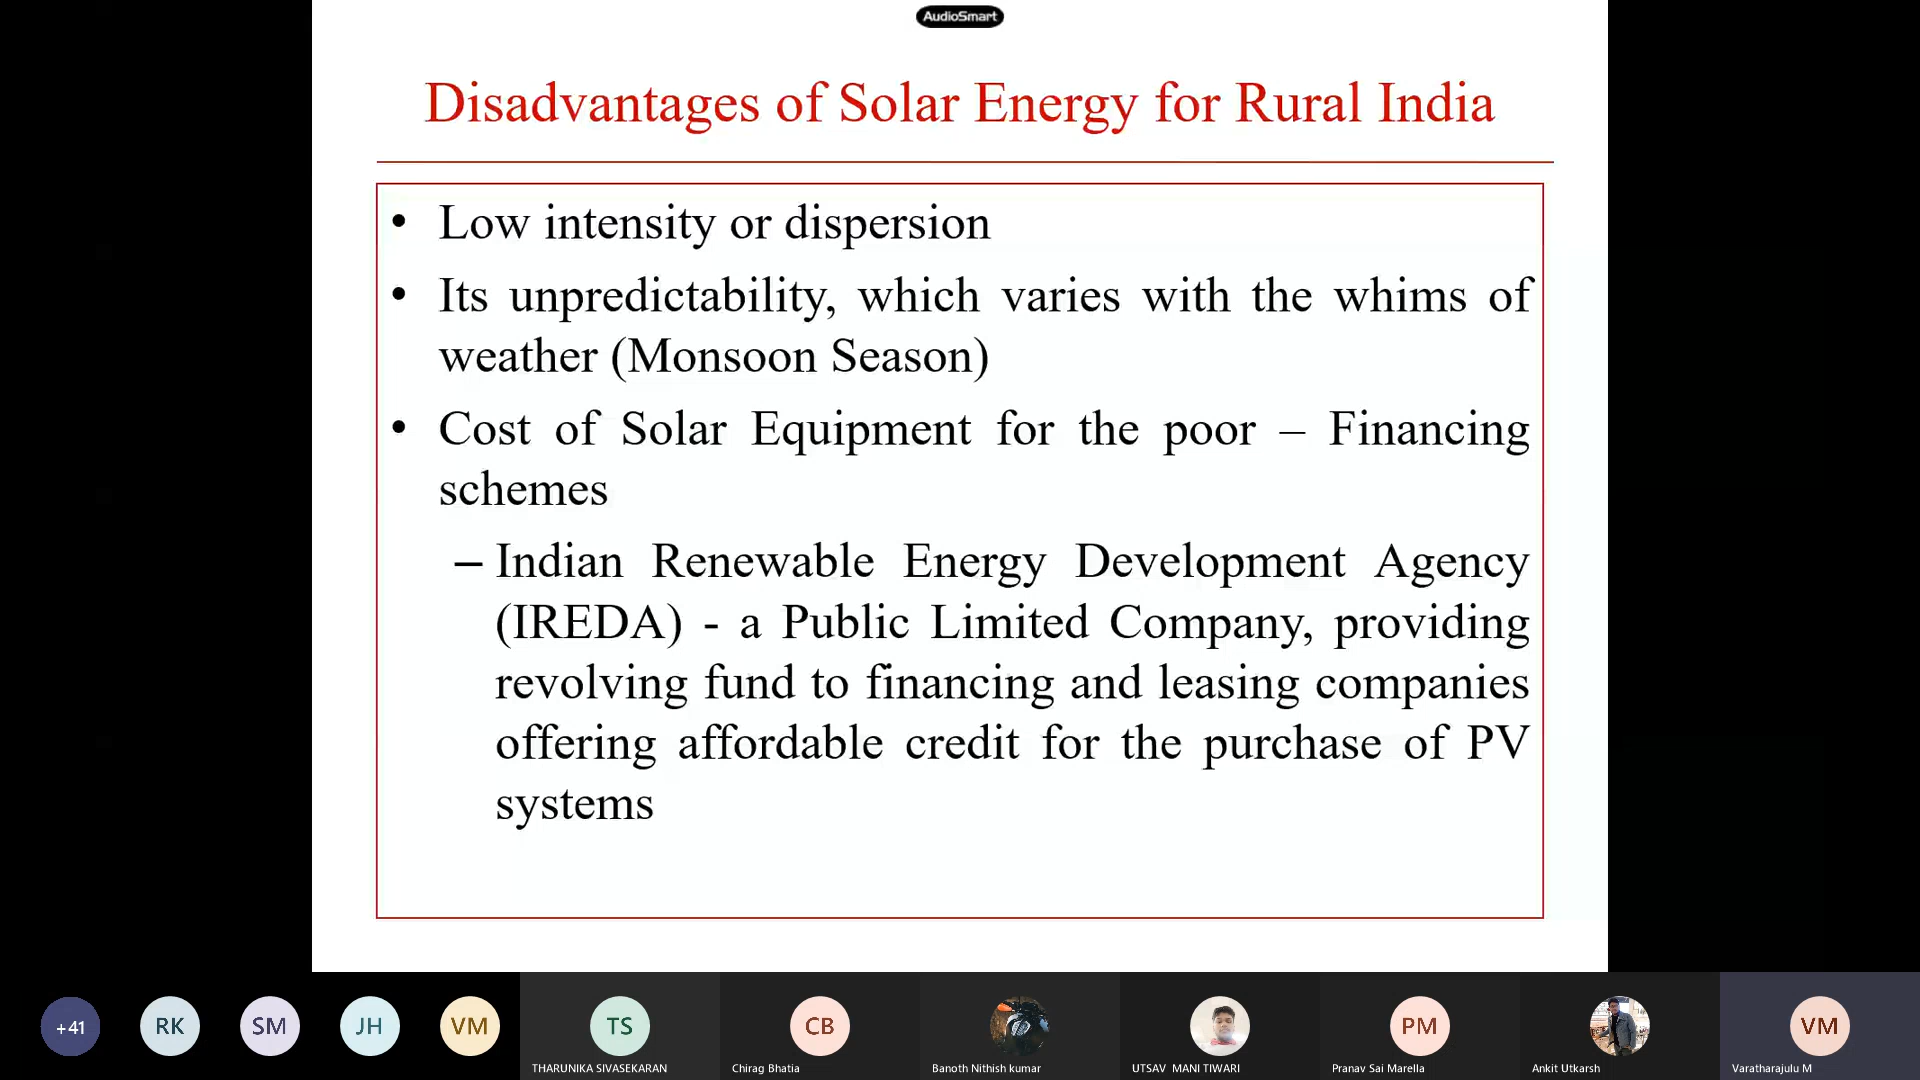 AudioSmart
Disadvantages of Solar Energy for Rural India
• Low intensity or dispersion
• Its unpredictability, which varies with the whims of
weather (Monsoon Season)
• Cost of Solar Equipment for the poor – Financing
schemes
– Indian Renewable Energy Development Agency
(IREDA) - a Public Limited Company, providing
revolving fund to financing and leasing companies
offering affordable credit for the purchase of PV
systems
+41
RK
SM
JH
VM
TS
CB
PM
VM
THARUNIKA SIVASEKARAN
Chirag Bhatia
Banoth Nithish kumar
UTSAV MANI TIWARI
Pranav Sai Marella
Ankit Utkarsh
Varatharajulu M